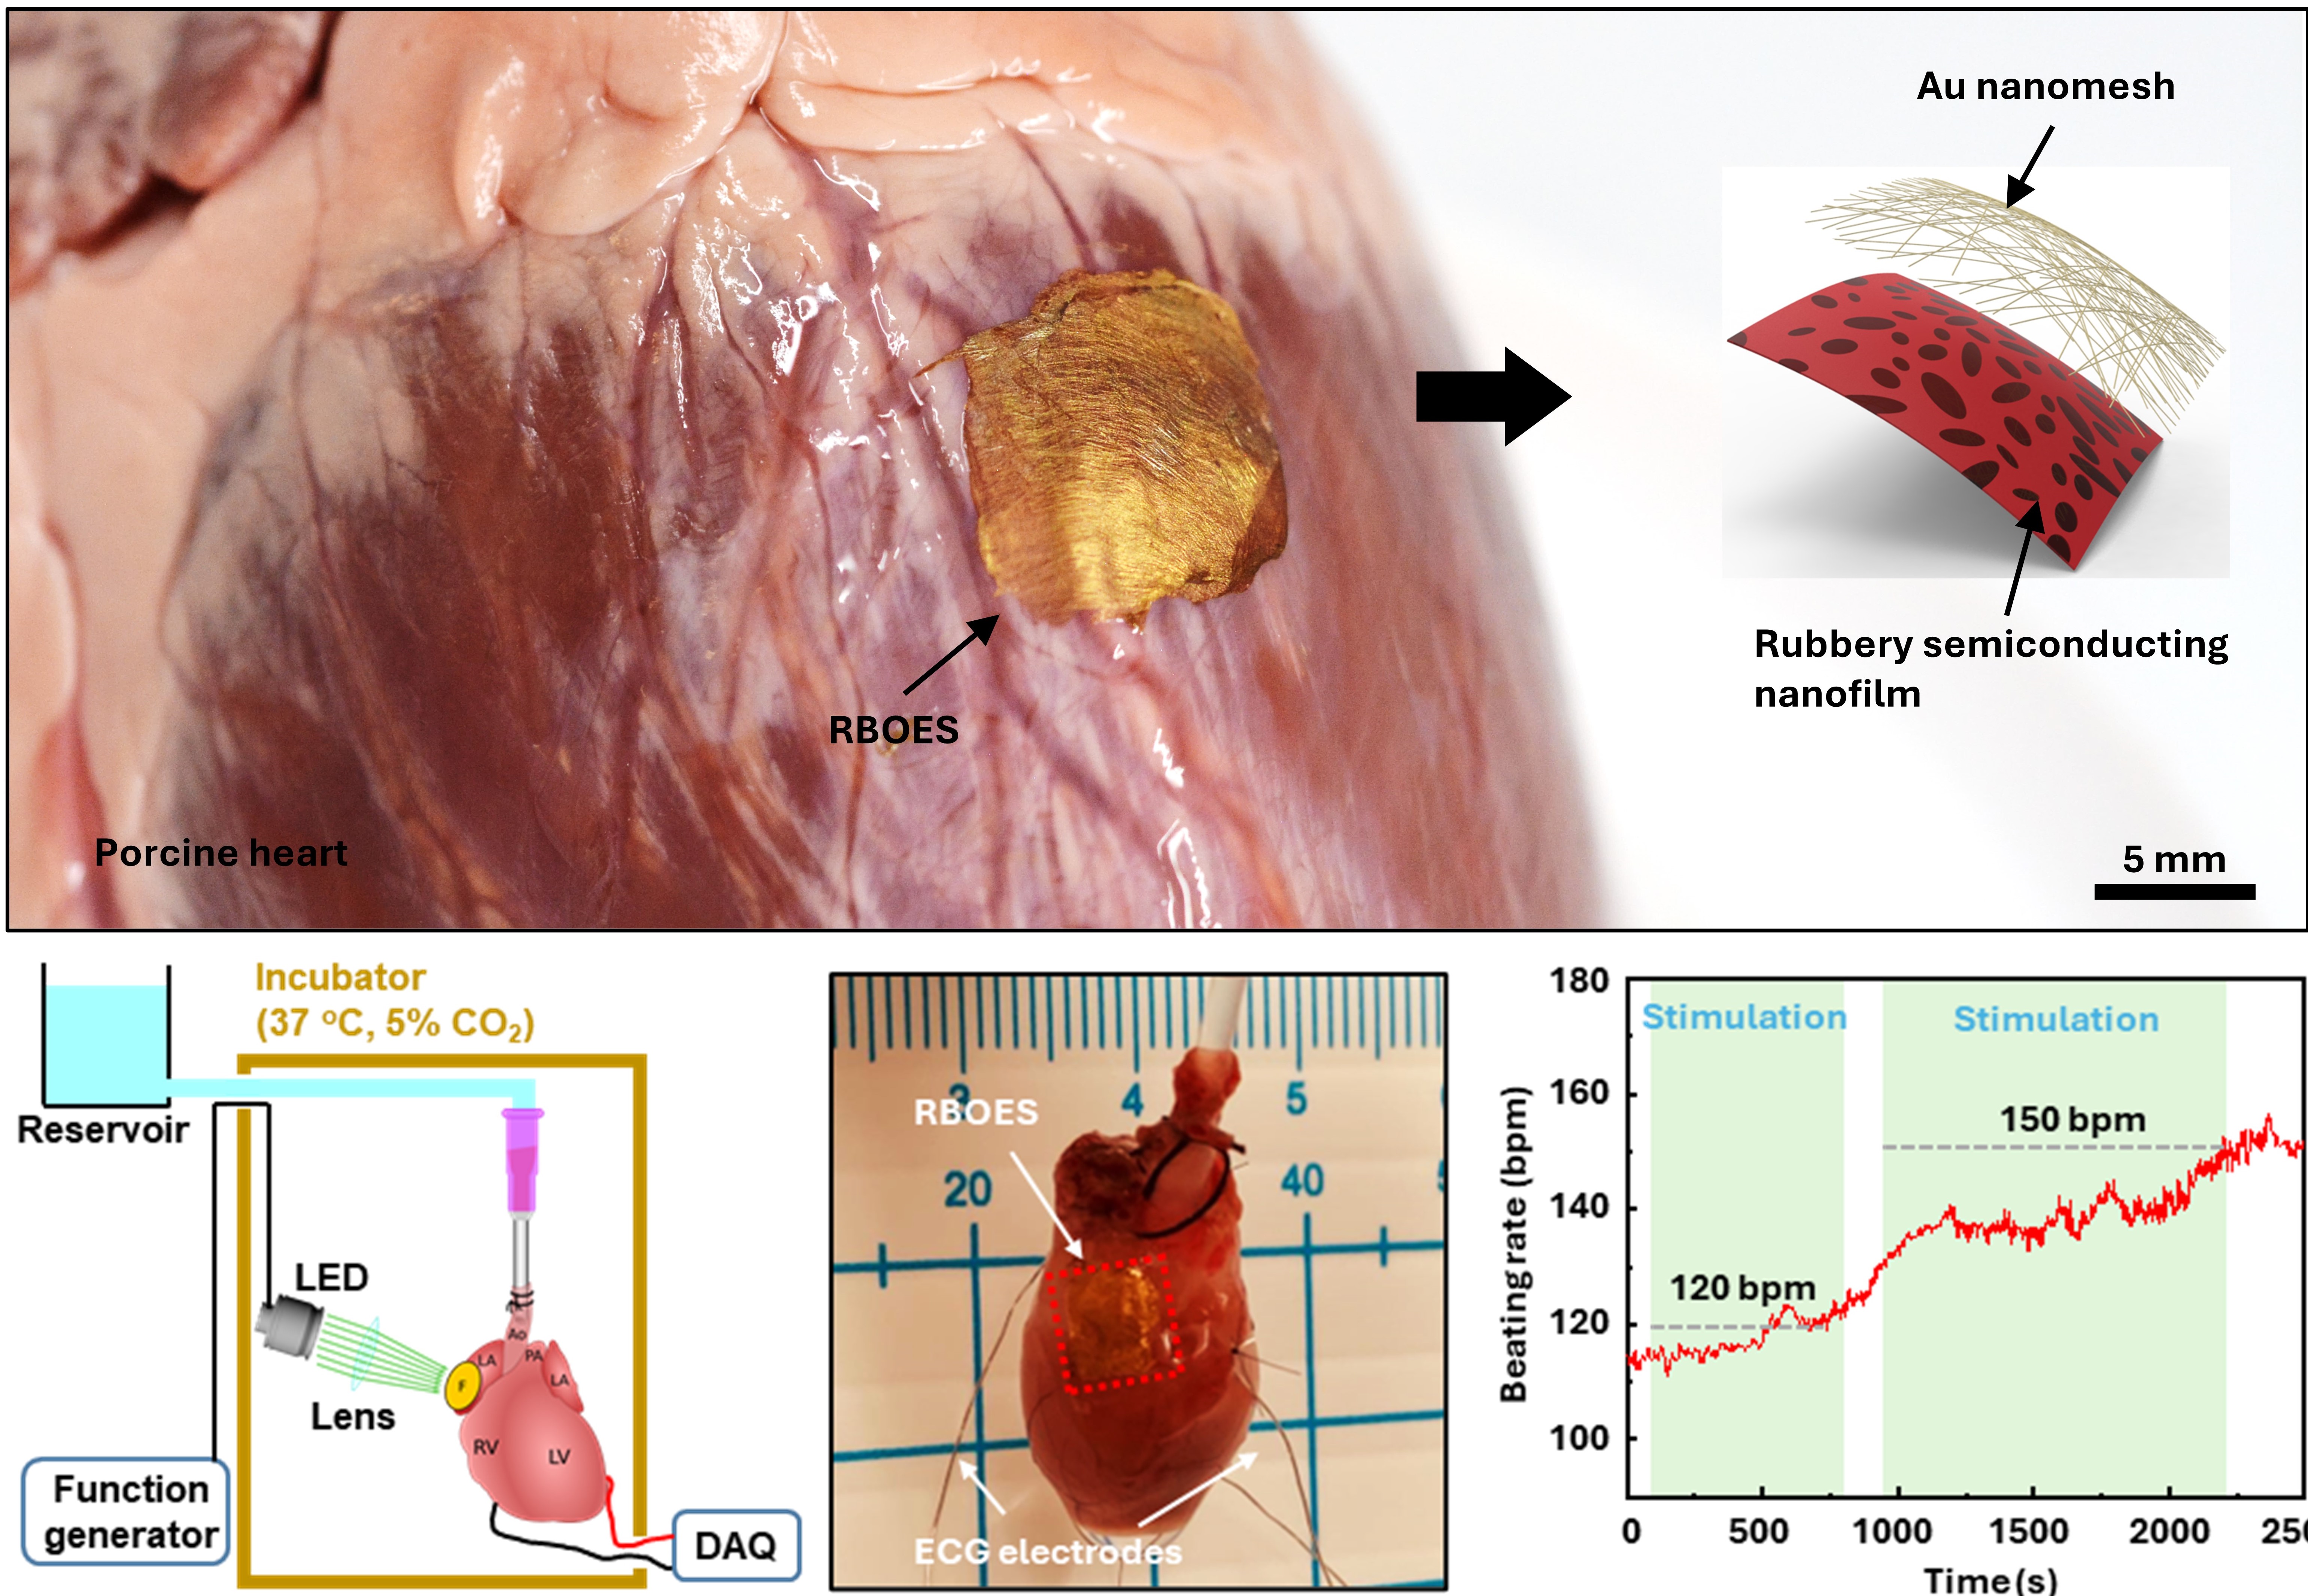 Au nanomesh
Rubbery semiconducting
nanofilm
RBOES
Porcine heart
5 mm
Incubator
(37 °C, 5% CO₂)
Reservoir
LED
Lens
Function
generator
DAQ
Ao
LA
PA
LA
F
RV
LV
3
4
5
RBOES
20
40
ECG electrodes
180
160
140
120
100
Beating rate (bpm)
Stimulation
Stimulation
150 bpm
120 bpm
0
500
1000
1500
2000
250
Time (s)